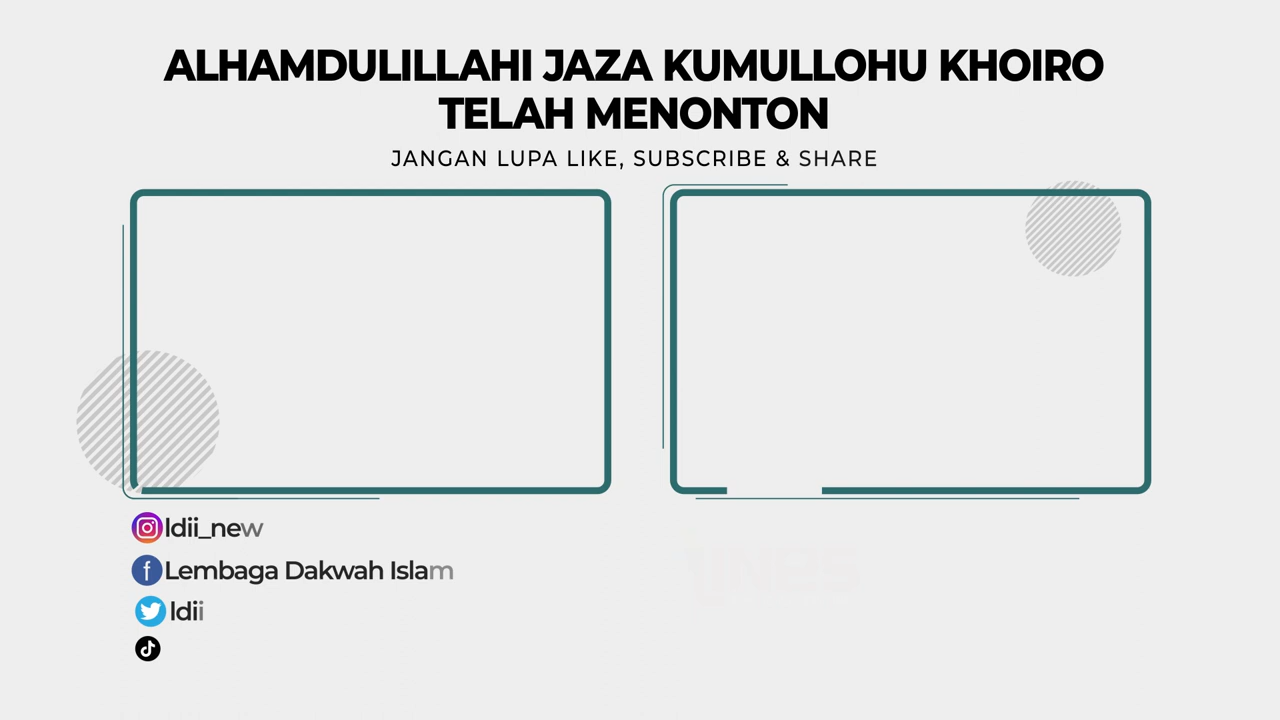 ALHAMDULILLAHI JAZA KUMULLOHU KHOIRO
TELAH MENONTON
JANGAN LUPA LIKE, SUBSCRIBE & SHARE
ldii_new
Lembaga Dakwah Islam
ldii